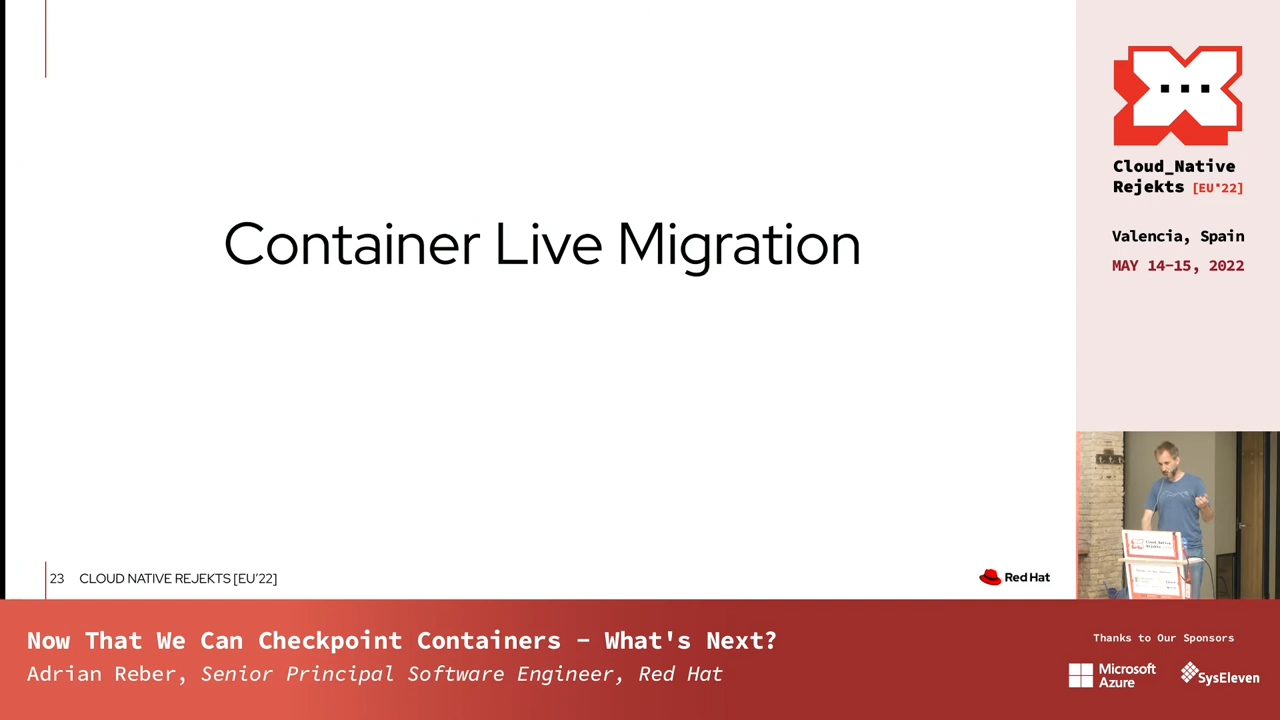 Container Live Migration
23 CLOUD NATIVE REJEKTS [EU'22]
Red Hat
Cloud_Native
Rejekts [EU*22]
Valencia, Spain
MAY 14-15, 2022
Now That We Can Checkpoint Containers - What's Next?
Adrian Reber, Senior Principal Software Engineer, Red Hat
Thanks to Our Sponsors
Microsoft
Azure
SysEleven